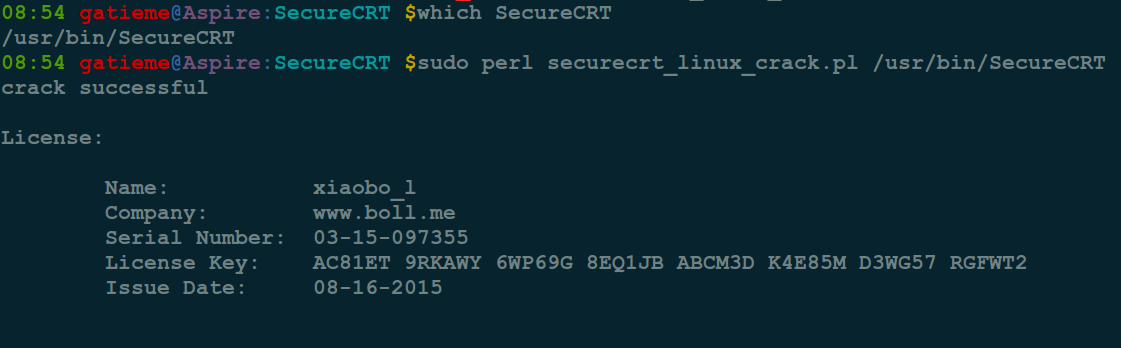 08:54 gatieme@Aspire:SecureCRT $which SecureCRT
/usr/bin/SecureCRT
08:54 gatieme@Aspire:SecureCRT $sudo perl securecrt_linux_crack.pl /usr/bin/SecureCRT
crack successful
License:
Name: xiaobo_l
Company: www.boll.me
Serial Number: 03-15-097355
License Key: AC81ET 9RKAWY 6WP69G 8EQ1JB ABCM3D K4E85M D3WG57 RGFWT2
Issue Date: 08-16-2015